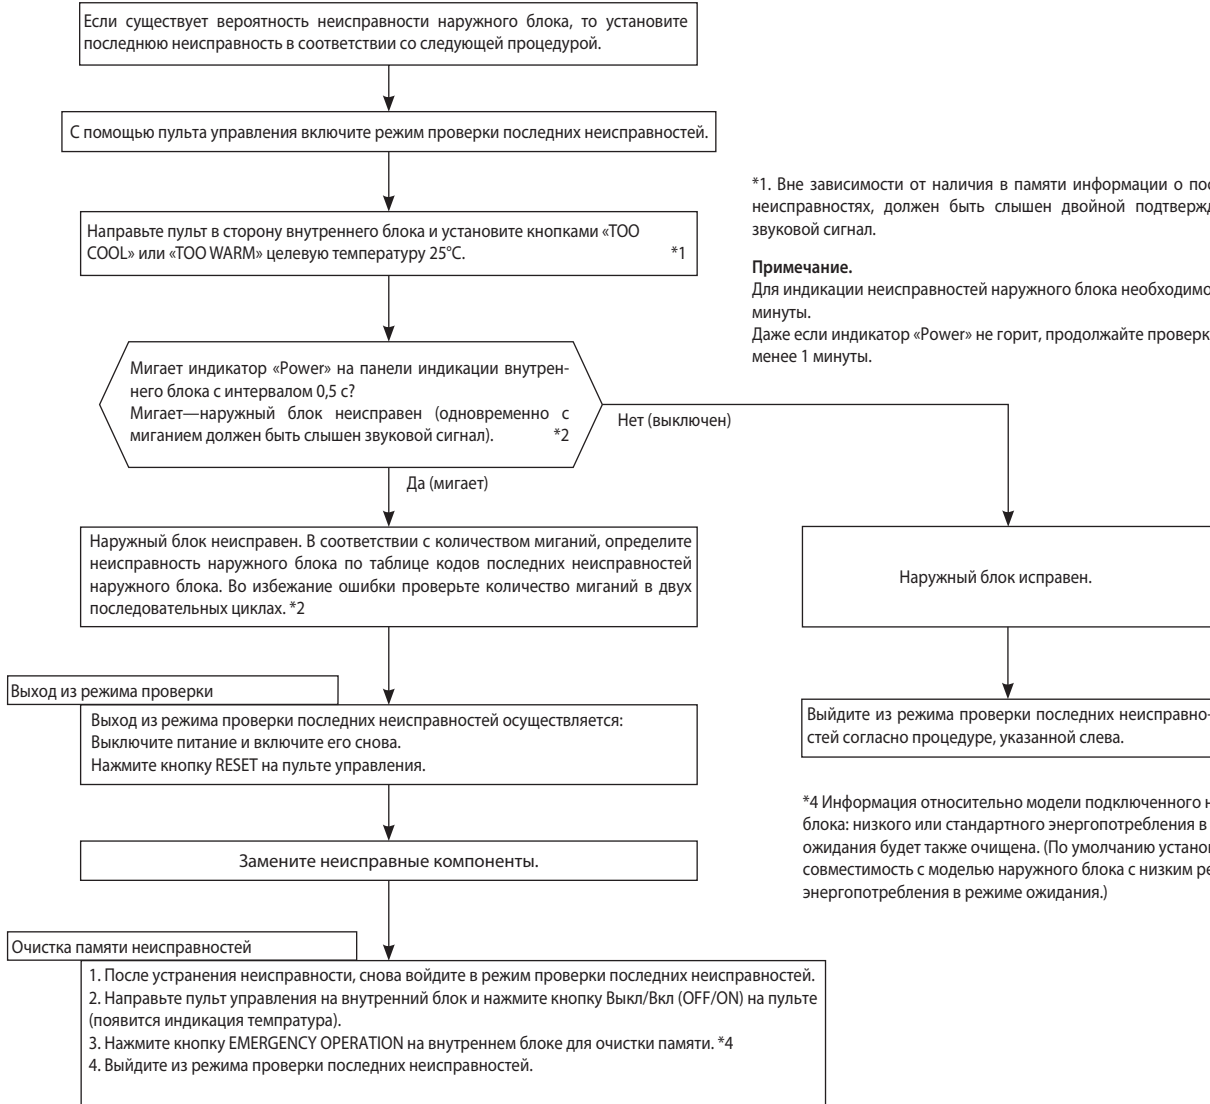 Если существует вероятность неисправности наружного блока, то установите
последнюю неисправность в соответствии со следующей процедурой.
С помощью пульта управления включите режим проверки последних неисправностей.
Направьте пульт в сторону внутреннего блока и установите кнопками «TOO
COOL» или «TOO WARM» целевую температуру 25°C. *1
*1. Вне зависимости от наличия в памяти информации о
неисправностях, должен быть слышен двойной
звуковой сигнал.
Примечание.
Для индикации неисправностей наружного блока необходимо
минуты.
Даже если индикатор «Power» не горит, продолжайте
менее 1 минуты.
Мигает индикатор «Power» на панели индикации внутрен-
него блока с интервалом 0,5 с?
Мигает—наружный блок неисправен (одновременно с
миганием должен быть слышен звуковой сигнал). *2
Нет (выключен)
Да (мигает)
Наружный блок неисправен. В соответствии с количеством миганий, определите
неисправность наружного блока по таблице кодов последних неисправностей
наружного блока. Во избежание ошибки проверьте количество миганий в двух
последовательных циклах. *2
Наружный блок исправен.
Выход из режима проверки
Выход из режима проверки последних неисправностей осуществляется:
Выключите питание и включите его снова.
Нажмите кнопку RESET на пульте управления.
Выйдите из режима проверки последних неисправно-
стей согласно процедуре, указанной слева.
*4 Информация относительно модели подключенного
блока: низкого или стандартного энергопотребления в
ожидания будет также очищена. (По умолчанию
совместимость с моделью наружного блока с низким
энергопотребления в режиме ожидания.)
Замените неисправные компоненты.
Очистка памяти неисправностей
1. После устранения неисправности, снова войдите в режим проверки последних неисправностей.
2. Направьте пульт управления на внутренний блок и нажмите кнопку Выкл/Вкл (OFF/ON) на пульте
(появится индикация темпратура).
3. Нажмите кнопку EMERGENCY OPERATION на внутреннем блоке для очистки памяти. *4
4. Выйдите из режима проверки последних неисправностей.